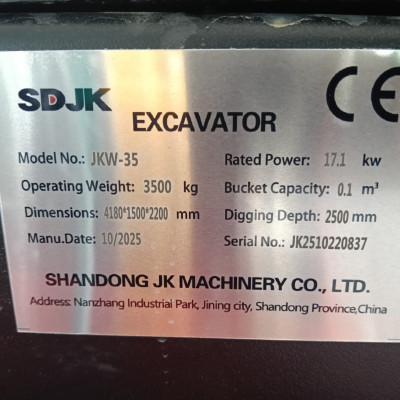 SDJK
CE
EXCAVATOR
Model No.: JKW-35
Rated Power: 17.1 kw
Operating Weight: 3500 kg
Bucket Capacity: 0.1 m³
Dimensions: 4180*1500*2200 mm
Digging Depth: 2500 mm
Manu.Date: 10/2025
Serial No.: JK2510220837
SHANDONG JK MACHINERY CO., LTD.
Address: Nanzhang Industriai Park, Jining city, Shandong Province,China